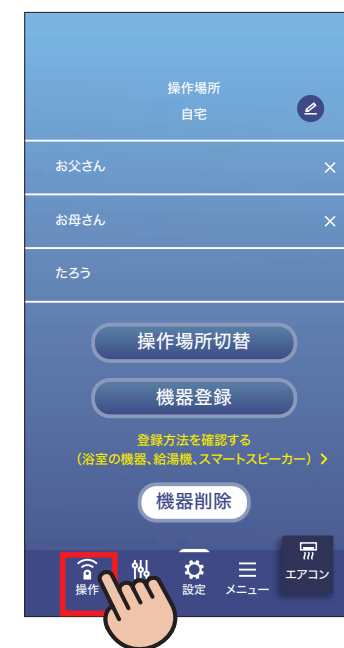 操作場所
自宅
お父さん
お母さん
たろう
操作場所切替
機器登録
登録方法を確認する
（浴室の機器、給湯機、スマートスピーカー）
機器削除
操作
設定
メニュー
エアコン